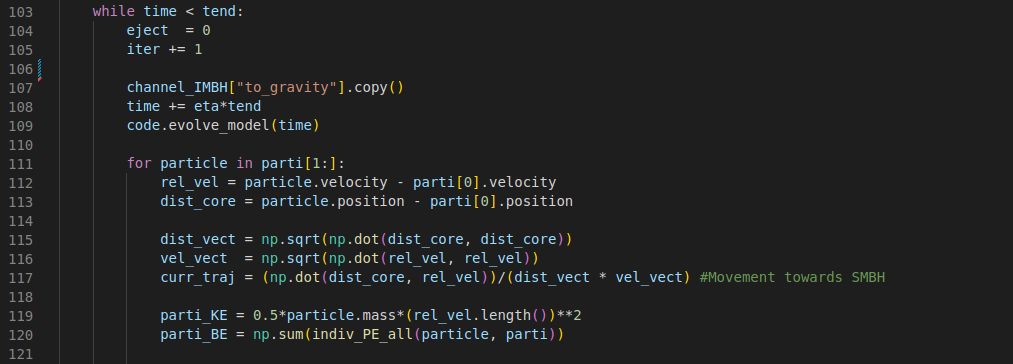 103 while time < tend:
104 eject  = 0
105 iter += 1
106
107 channel_IMBH["to_gravity"].copy()
108 time += eta*tend
109 code.evolve_model(time)
110
111 for particle in parti[1:]:
112 rel_vel = particle.velocity - parti[0].velocity
113 dist_core = particle.position - parti[0].position
114
115 dist_vect = np.sqrt(np.dot(dist_core, dist_core))
116 vel_vect  = np.sqrt(np.dot(rel_vel, rel_vel))
117 curr_traj = (np.dot(dist_core, rel_vel))/(dist_vect * vel_vect) #Movement towards SMBH
118
119 parti_KE = 0.5*particle.mass*(rel_vel.length())**2
120 parti_BE = np.sum(indiv_PE_all(particle, parti))
121